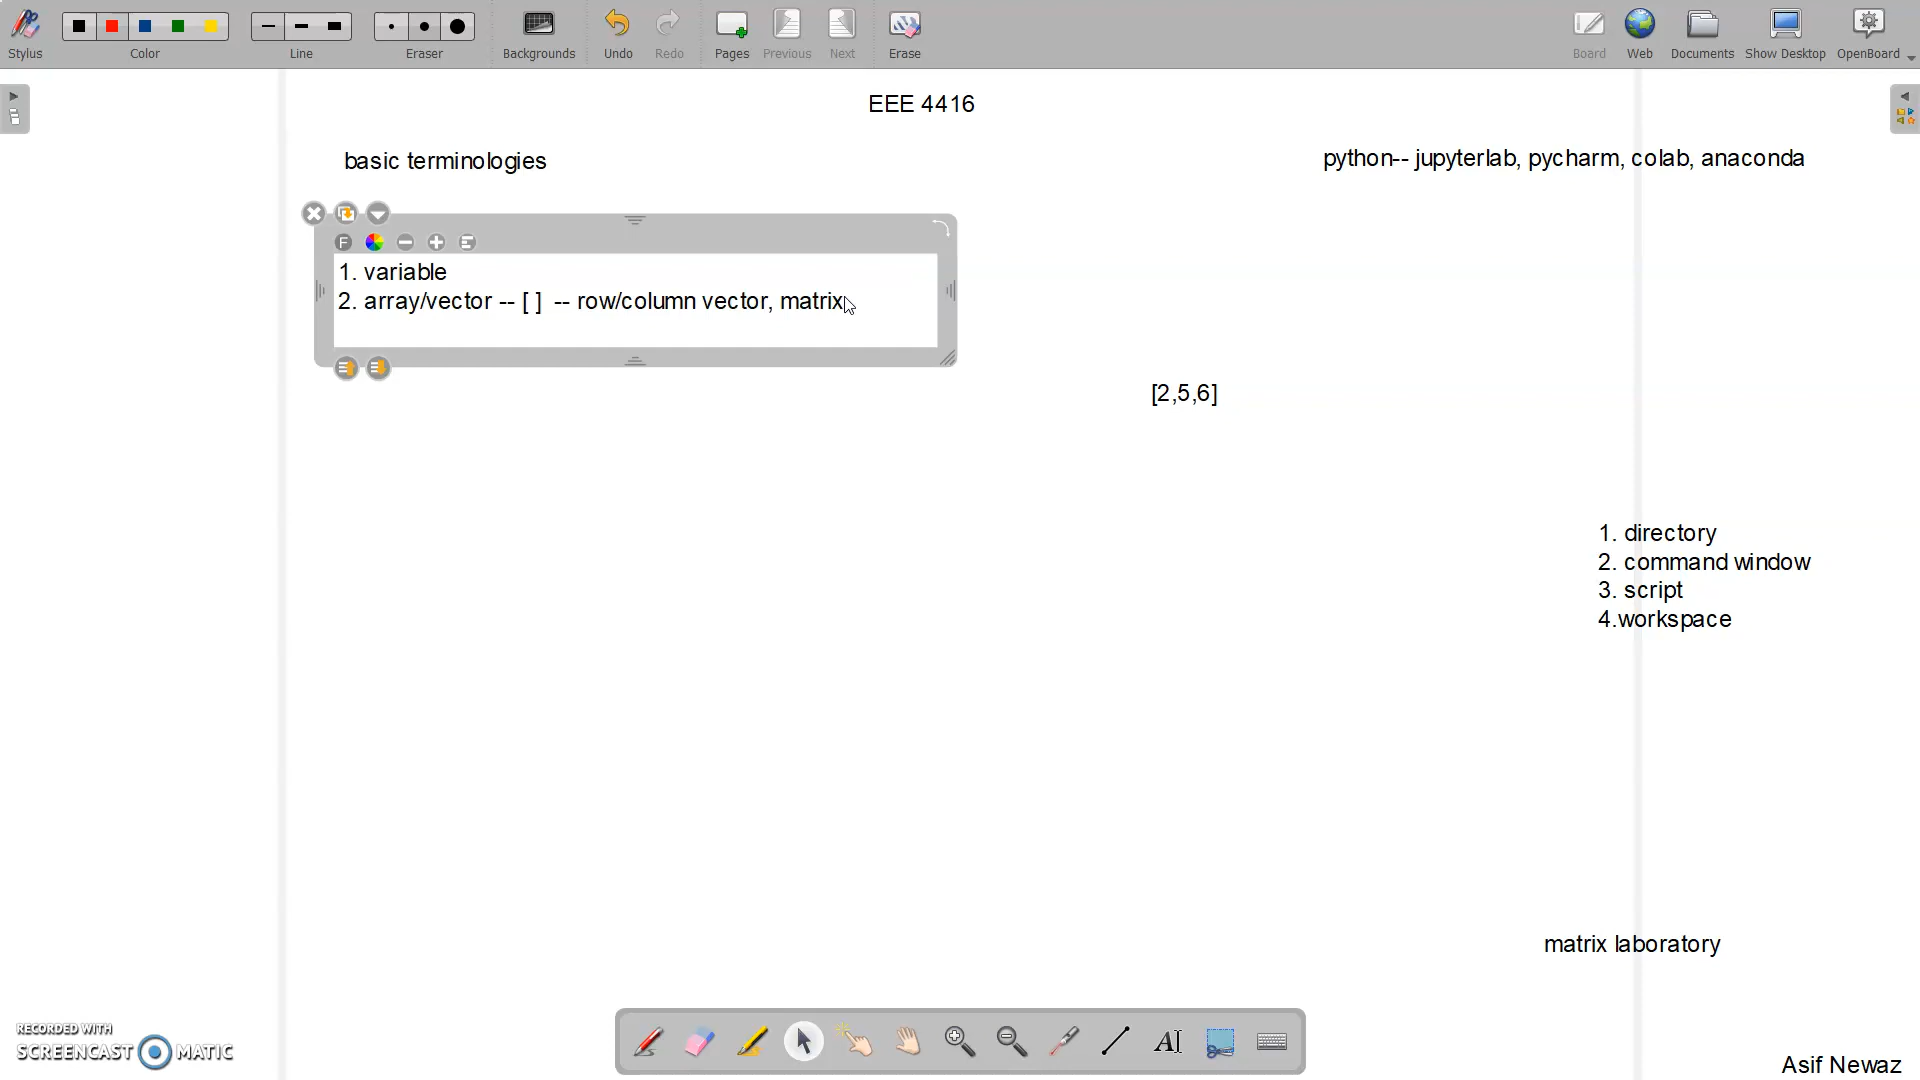 Stylus
Color
Line
Eraser
Backgrounds
Undo
Redo
Pages
Previous
Next
Erase
Board
Web
Documents
Show Desktop
OpenBoard
EEE 4416
basic terminologies
python-- jupyterlab, pycharm, colab, anaconda
F
1. variable
2. array/vector -- [ ]  -- row/column vector, matrix
[2,5,6]
1. directory
2. command window
3. script
4.workspace
matrix laboratory
RECORDED WITH
SCREENCAST MATIC
A
Asif Newaz